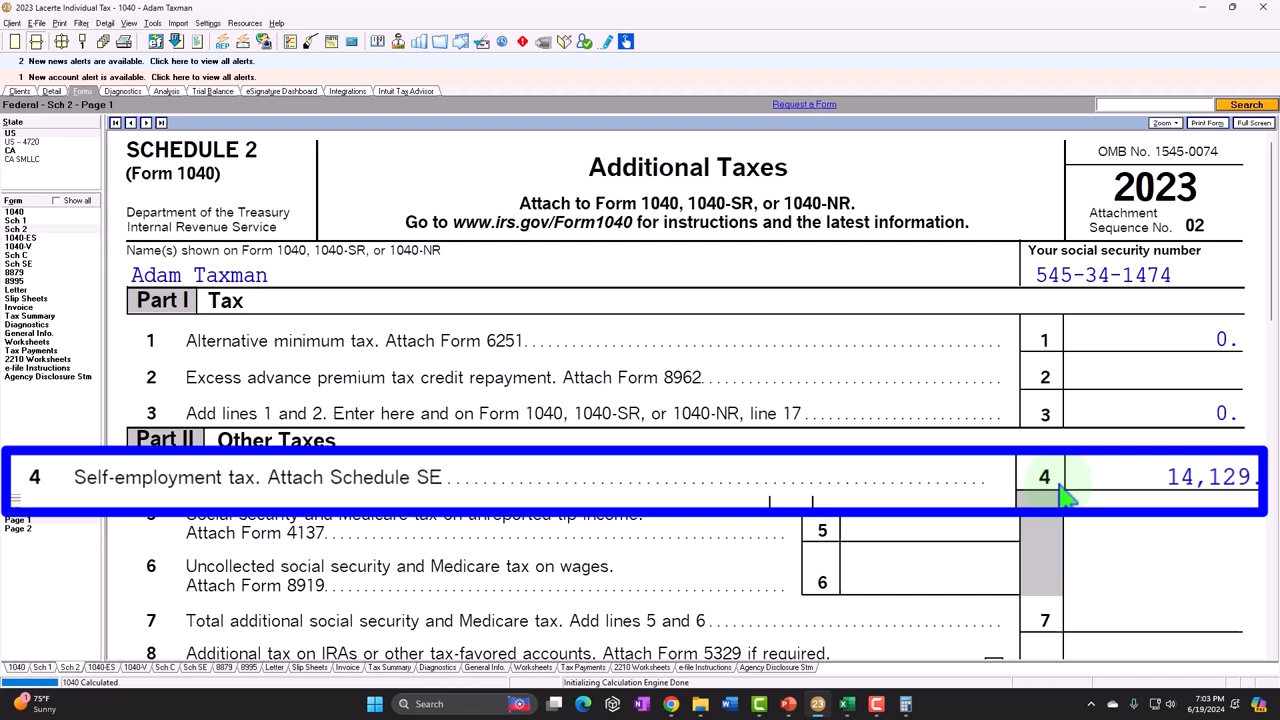 2023 Lacerte Individual Tax - 1040 - Adam Taxman
Client E-File Print Filter Detail View Tools Import Settings Resources Help
REP
2 New news alerts are available. Click here to view all alerts.
1 New account alert is available. Click here to view all alerts.
Clients Detail Forms Diagnostics Analysis Trial Balance eSignature Dashboard Integrations Intuit Tax Advisor
Federal - Sch 2 - Page 1 Request a Form Search
State
US
US - 4720
CA
CA SMLLC
Form Show all
1040
Sch 1
Sch 2
1040-ES
1040-V
Sch C
Sch SE
8879
8995
Letter
Slip Sheets
Invoice
Tax Summary
Diagnostics
General Info.
Worksheets
Tax Payments
2210 Worksheets
e-file Instructions
Agency Disclosure Stm
Page 1
Page 2
Zoom Print Form Full Screen
SCHEDULE 2
(Form 1040)
Department of the Treasury
Internal Revenue Service
Additional Taxes
Attach to Form 1040, 1040-SR, or 1040-NR.
Go to www.irs.gov/Form1040 for instructions and the latest information.
OMB No. 1545-0074
2023
Attachment
Sequence No. 02
Name(s) shown on Form 1040, 1040-SR, or 1040-NR Your social security number
Adam Taxman 545-34-1474
Part I Tax
1 Alternative minimum tax. Attach Form 6251 1 0.
2 Excess advance premium tax credit repayment. Attach Form 8962 2
3 Add lines 1 and 2. Enter here and on Form 1040, 1040-SR, or 1040-NR, line 17 3 0.
Part II Other Taxes
4 Self-employment tax. Attach Schedule SE 4 14,129.
5 Social security and Medicare tax on unreported tip income.
Attach Form 4137 5
6 Uncollected social security and Medicare tax on wages.
Attach Form 8919 6
7 Total additional social security and Medicare tax. Add lines 5 and 6 7
8 Additional tax on IRAs or other tax-favored accounts. Attach Form 5329 if required.
1040 Sch 1 Sch 2 1040-ES 1040-V Sch C Sch SE 8879 8995 Letter Slip Sheets Invoice Tax Summary Diagnostics General Info. Worksheets Tax Payments 2210 Worksheets e-file Instructions Agency Disclosure Stm
1040 Calculated Initializing Calculation Engine Done
75°F
Sunny
Search
23
7:03 PM
6/19/2024